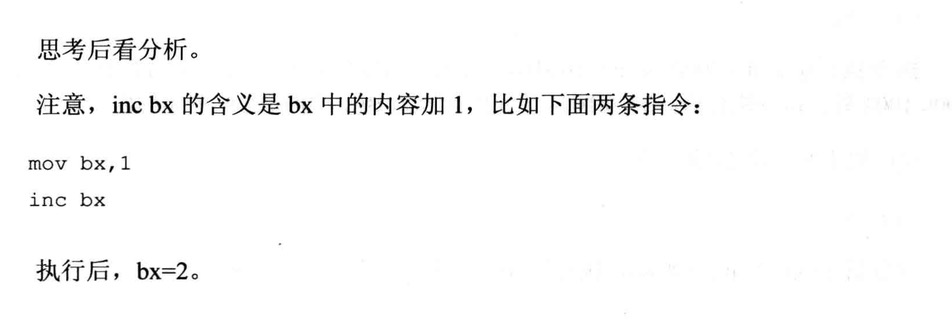 思考后看分析。
注意，inc bx 的含义是 bx 中的内容加 1，比如下面两条指令：
mov bx,1
inc bx
执行后，bx=2。